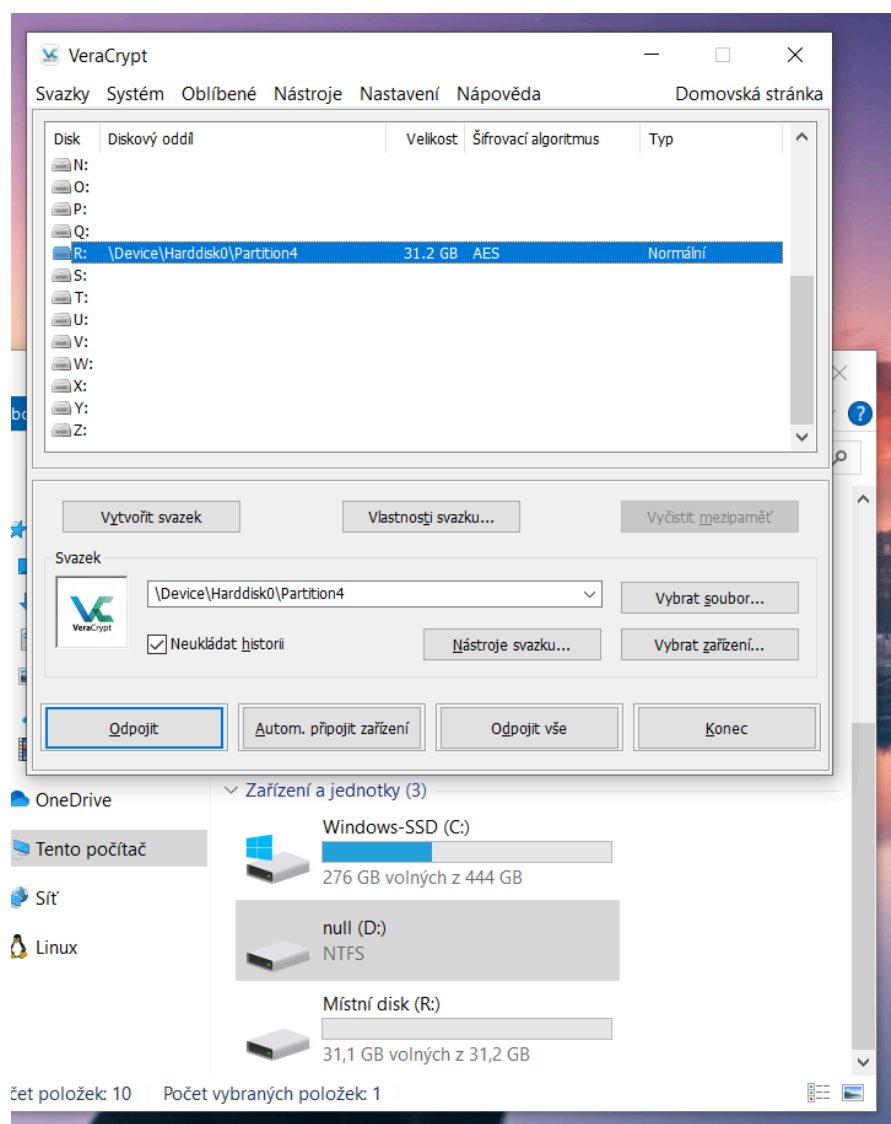 VeraCrypt
Svazky Systém Oblíbené Nástroje Nastavení Nápověda Domovská stránka
Disk Diskový oddíl Velikost Šifrovací algoritmus Typ
N:
O:
P:
Q:
R: \Device\Harddisk0\Partition4 31.2 GB AES Normální
S:
T:
U:
V:
W:
X:
Y:
Z:
Vytvořit svazek Vlastnosti svazku... Vyčistit mezipaměť
Svazek
\Device\Harddisk0\Partition4 Vybrat soubor...
VeraCrypt
Neukládat historii Nástroje svazku... Vybrat zařízení...
Odpojit Autom. připojit zařízení Odpojit vše Konec
Zařízení a jednotky (3)
OneDrive
Windows-SSD (C:)
Tento počítač
276 GB volných z 444 GB
Síť
null (D:)
Linux
NTFS
Místní disk (R:)
31,1 GB volných z 31,2 GB
čet položek: 10 Počet vybraných položek: 1